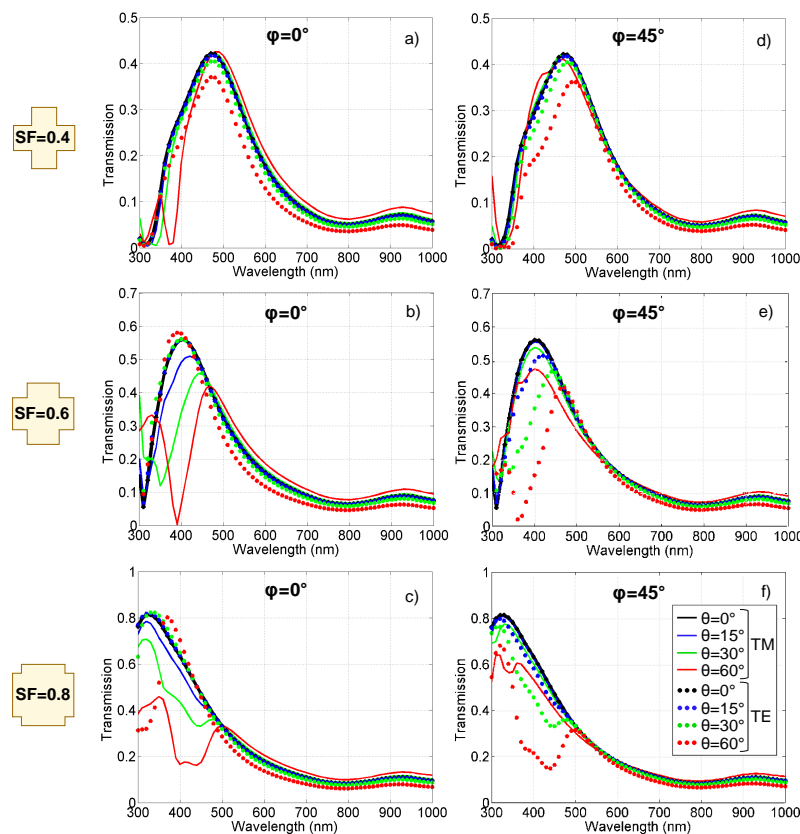 φ=0°
a)
0.5
0.4
0.3
0.2
0.1
0
Transmission
300 400 500 600 700 800 900 1000
Wavelength (nm)
φ=45°
d)
0.5
0.4
0.3
0.2
0.1
0
Transmission
300 400 500 600 700 800 900 1000
Wavelength (nm)
SF=0.4
φ=0°
b)
0.7
0.6
0.5
0.4
0.3
0.2
0.1
0
Transmission
300 400 500 600 700 800 900 1000
Wavelength (nm)
φ=45°
e)
0.7
0.6
0.5
0.4
0.3
0.2
0.1
0
Transmission
300 400 500 600 700 800 900 1000
Wavelength (nm)
SF=0.6
φ=0°
c)
1
0.8
0.6
0.4
0.2
0
Transmission
300 400 500 600 700 800 900 1000
Wavelength (nm)
φ=45°
f)
1
0.8
0.6
0.4
0.2
0
Transmission
300 400 500 600 700 800 900 1000
Wavelength (nm)
SF=0.8
θ=0°
θ=15°
θ=30°
θ=60°
TM
θ=0°
θ=15°
θ=30°
θ=60°
TE